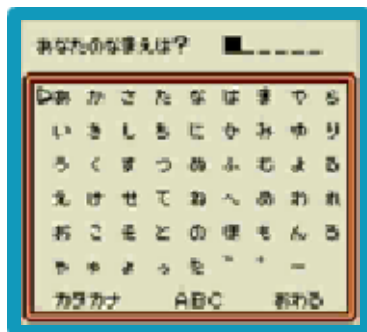 あなたのなまえは?
▷あ か さ た な は ま や ら
い き し ち に ひ み ゆ り
う く す つ ぬ ふ む よ る
え け せ て ね へ め わ れ
お こ そ と の ほ も ん ろ
ゃ ゅ ょ っ を ゛ ゜ ー
カタカナ ABC おわる